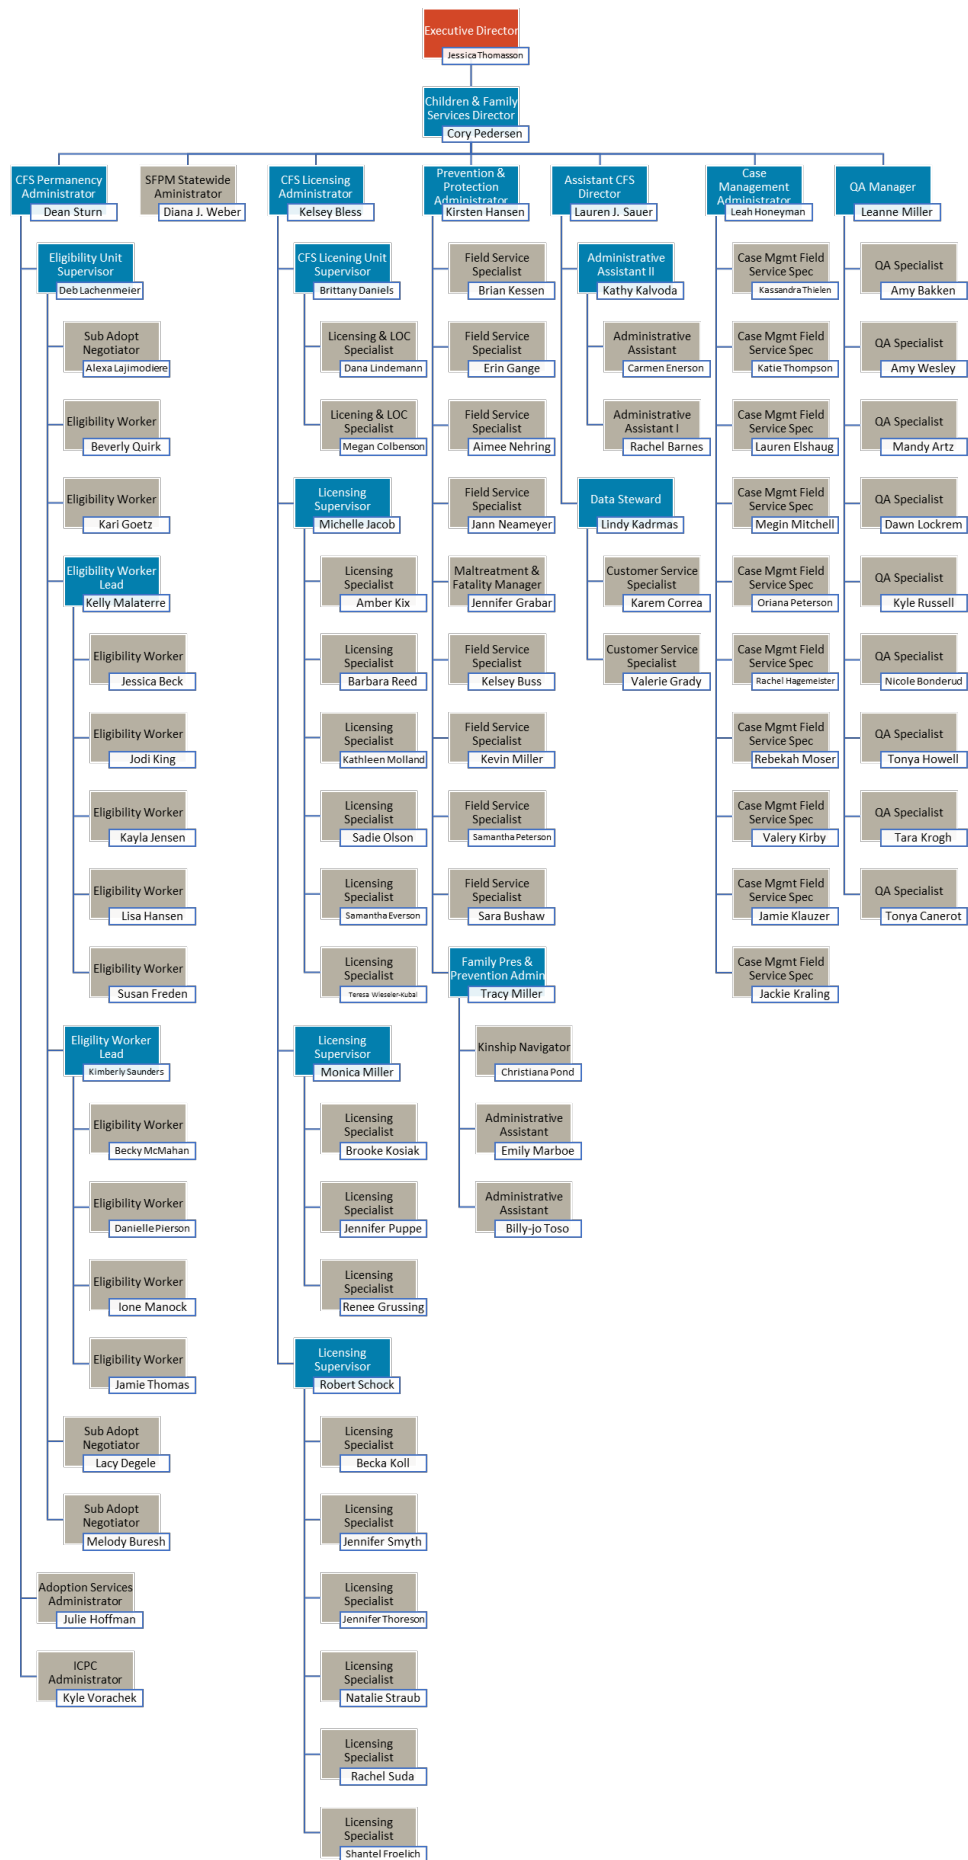 Executive Director
Jessica Thomasson
Children & Family
Services Director
Cory Pedersen
CFS Permanency
Administrator
Dean Sturn
Eligibility Unit
Supervisor
Deb Lachenmeier
Sub Adopt
Negotiator
Alexa Lajimodiere
Eligibility Worker
Beverly Quirk
Eligibility Worker
Kari Goetz
Eligibility Worker
Lead
Kelly Malaterre
Eligibility Worker
Jessica Beck
Eligibility Worker
Jodi King
Eligibility Worker
Kayla Jensen
Eligibility Worker
Lisa Hansen
Eligibility Worker
Susan Freden
Eligility Worker
Lead
Kimberly Saunders
Eligibility Worker
Becky McMahan
Eligibility Worker
Danielle Pierson
Eligibility Worker
Ione Manock
Eligibility Worker
Jamie Thomas
Sub Adopt
Negotiator
Lacy Degele
Sub Adopt
Negotiator
Melody Buresh
Adoption Services
Administrator
Julie Hoffman
ICPC
Administrator
Kyle Vorachek
SFPM Statewide
Aministrator
Diana J. Weber
CFS Licensing
Administrator
Kelsey Bless
CFS Licening Unit
Supervisor
Brittany Daniels
Licensing & LOC
Specialist
Dana Lindemann
Licening & LOC
Specialist
Megan Colbenson
Licensing
Supervisor
Michelle Jacob
Licensing
Specialist
Amber Kix
Licensing
Specialist
Barbara Reed
Licensing
Specialist
Kathleen Molland
Licensing
Specialist
Sadie Olson
Licensing
Specialist
Samantha Everson
Licensing
Specialist
Teresa Wieseler-Kubal
Licensing
Supervisor
Monica Miller
Licensing
Specialist
Brooke Kosiak
Licensing
Specialist
Jennifer Puppe
Licensing
Specialist
Renee Grussing
Licensing
Supervisor
Robert Schock
Licensing
Specialist
Becka Koll
Licensing
Specialist
Jennifer Smyth
Licensing
Specialist
Jennifer Thoreson
Licensing
Specialist
Natalie Straub
Licensing
Specialist
Rachel Suda
Licensing
Specialist
Shantel Froelich
Prevention &
Protection
Administrator
Kirsten Hansen
Field Service
Specialist
Brian Kessen
Field Service
Specialist
Erin Gange
Field Service
Specialist
Aimee Nehring
Field Service
Specialist
Jann Neameyer
Maltreatment &
Fatality Manager
Jennifer Grabar
Field Service
Specialist
Kelsey Buss
Field Service
Specialist
Kevin Miller
Field Service
Specialist
Samantha Peterson
Field Service
Specialist
Sara Bushaw
Family Pres &
Prevention Admin
Tracy Miller
Kinship Navigator
Christiana Pond
Administrative
Assistant
Emily Marboe
Administrative
Assistant
Billy-jo Toso
Assistant CFS
Director
Lauren J. Sauer
Administrative
Assistant II
Kathy Kalvoda
Administrative
Assistant
Carmen Enerson
Administrative
Assistant I
Rachel Barnes
Data Steward
Lindy Kadrmas
Customer Service
Specialist
Karem Correa
Customer Service
Specialist
Valerie Grady
Case
Management
Administrator
Leah Honeyman
Case Mgmt Field
Service Spec
Kassandra Thielen
Case Mgmt Field
Service Spec
Katie Thompson
Case Mgmt Field
Service Spec
Lauren Elshaug
Case Mgmt Field
Service Spec
Megin Mitchell
Case Mgmt Field
Service Spec
Oriana Peterson
Case Mgmt Field
Service Spec
Rachel Hagemeister
Case Mgmt Field
Service Spec
Rebekah Moser
Case Mgmt Field
Service Spec
Valery Kirby
Case Mgmt Field
Service Spec
Jamie Klauzer
Case Mgmt Field
Service Spec
Jackie Kraling
QA Manager
Leanne Miller
QA Specialist
Amy Bakken
QA Specialist
Amy Wesley
QA Specialist
Mandy Artz
QA Specialist
Dawn Lockrem
QA Specialist
Kyle Russell
QA Specialist
Nicole Bonderud
QA Specialist
Tonya Howell
QA Specialist
Tara Krogh
QA Specialist
Tonya Canerot